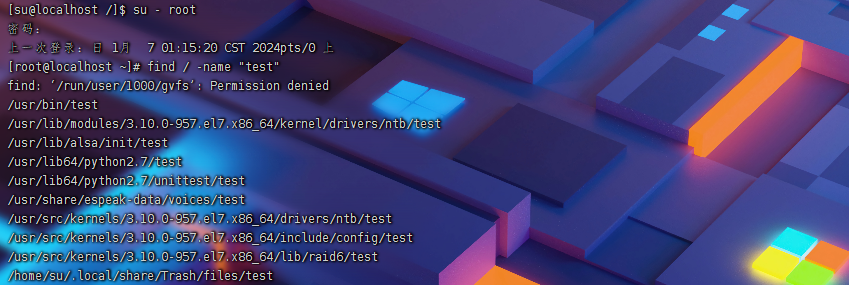 [su@localhost /]$ su - root
密码：
上一次登录：日 1月  7 01:15:20 CST 2024pts/0 上
[root@localhost ~]# find / -name "test"
find: ‘/run/user/1000/gvfs’: Permission denied
/usr/bin/test
/usr/lib/modules/3.10.0-957.el7.x86_64/kernel/drivers/ntb/test
/usr/lib/alsa/init/test
/usr/lib64/python2.7/test
/usr/lib64/python2.7/unittest/test
/usr/share/espeak-data/voices/test
/usr/src/kernels/3.10.0-957.el7.x86_64/drivers/ntb/test
/usr/src/kernels/3.10.0-957.el7.x86_64/include/config/test
/usr/src/kernels/3.10.0-957.el7.x86_64/lib/raid6/test
/home/su/.local/share/Trash/files/test